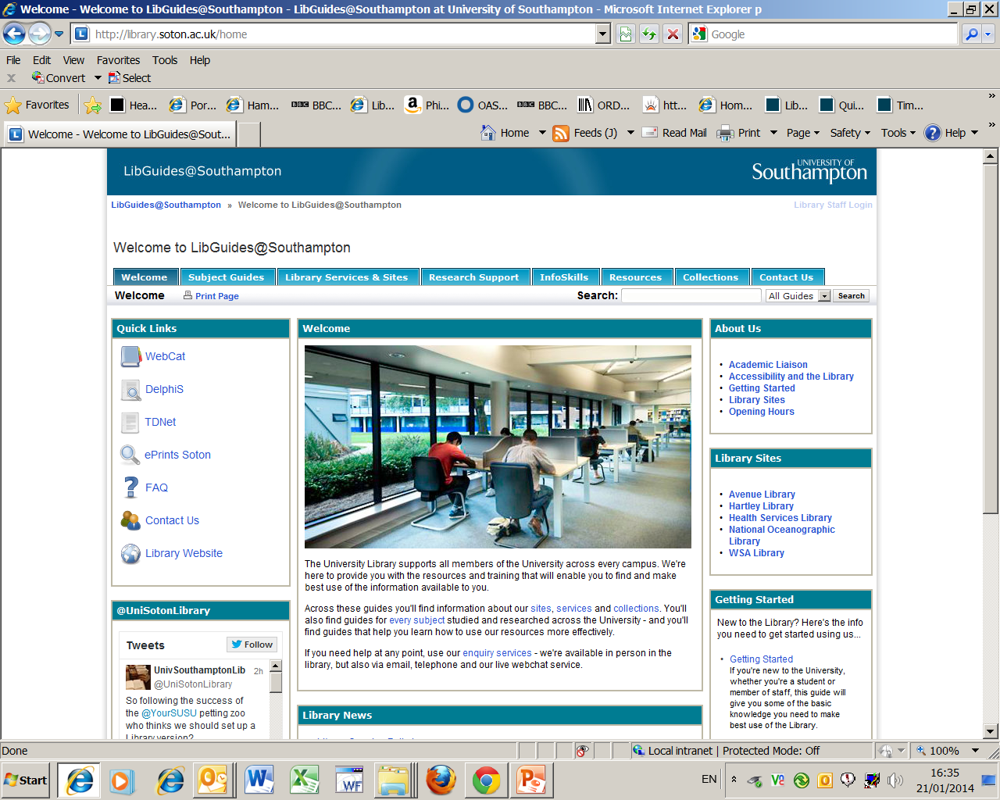 Welcome - Welcome to LibGuides@Southampton - LibGuides@Southampton at University of Southampton - Microsoft Internet Explorer p
http://library.soton.ac.uk/home
Google
File Edit View Favorites Tools Help
x Convert Select
Favorites Hea... Por... Ham... BBC BBC... Lib... Phi... OAS... BBC BBC... ORD... htt... Hom... Lib... Qui... Tim...
Welcome - Welcome to LibGuides@Sout...
Home Feeds (J) Read Mail Print Page Safety Tools Help
LibGuides@Southampton
UNIVERSITY OF
Southampton
LibGuides@Southampton » Welcome to LibGuides@Southampton
Library Staff Login
Welcome to LibGuides@Southampton
Welcome Subject Guides Library Services & Sites Research Support InfoSkills Resources Collections Contact Us
Welcome Print Page Search: All Guides Search
Quick Links
WebCat
DelphiS
TDNet
ePrints Soton
FAQ
Contact Us
Library Website
@UniSotonLibrary
Tweets
Follow
UnivSouthamptonLib 2h
@UniSotonLibrary
So following the success of
the @YourSUSU petting zoo
who thinks we should set up a
Library version?
Welcome
The University Library supports all members of the University across every campus. We're
here to provide you with the resources and training that will enable you to find and make
best use of the information available to you.
Across these guides you'll find information about our sites, services and collections. You'll
also find guides for every subject studied and researched across the University - and you'll
find guides that help you learn how to use our resources more effectively.
If you need help at any point, use our enquiry services - we're available in person in the
library, but also via email, telephone and our live webchat service.
Library News
About Us
• Academic Liaison
• Accessibility and the Library
• Getting Started
• Library Sites
• Opening Hours
Library Sites
• Avenue Library
• Hartley Library
• Health Services Library
• National Oceanographic
Library
• WSA Library
Getting Started
New to the Library? Here's the info
you need to get started using us...
• Getting Started
If you're new to the University,
whether you're a student or
member of staff, this guide will
give you some of the basic
knowledge you need to make
best use of the Library.
Done
Local intranet | Protected Mode: Off
100%
Start
EN
16:35
21/01/2014